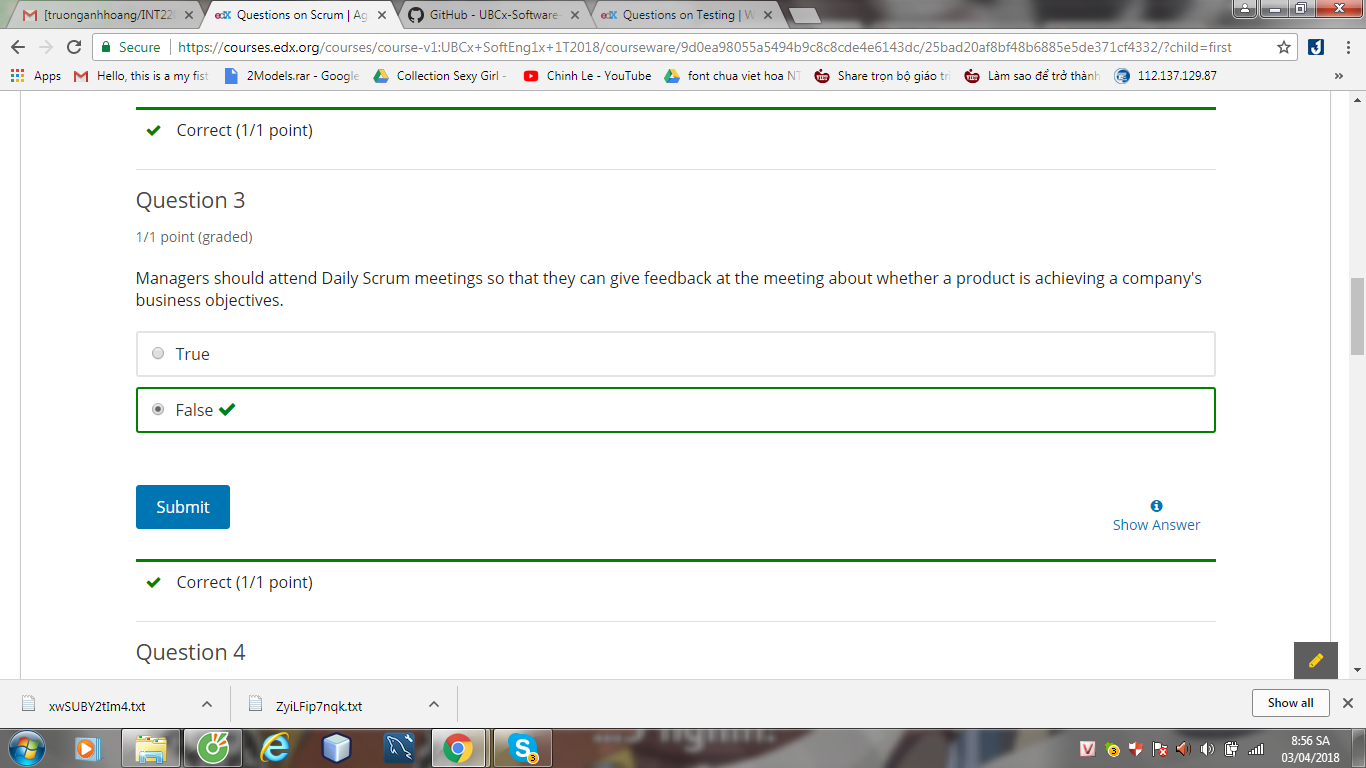 [truonganhhoang/INT22
Questions on Scrum | Ag
GitHub - UBCx-Software-
Questions on Testing | W
Secure
https://courses.edx.org/courses/course-v1:UBCx+SoftEng1x+1T2018/courseware/9d0ea98055a5494b9c8c8cde4e6143dc/25bad20af8bf48b6885e5de371cf4332/?child=first
Apps
Hello, this is a my fist
2Models.rar - Google
Collection Sexy Girl -
Chinh Le - YouTube
font chua viet hoa NT
Share trọn bộ giáo tri
Làm sao để trở thành
112.137.129.87
»
Correct (1/1 point)
Question 3
1/1 point (graded)
Managers should attend Daily Scrum meetings so that they can give feedback at the meeting about whether a product is achieving a company's
business objectives.
True
False
Submit
Show Answer
Correct (1/1 point)
Question 4
xwSUBY2tIm4.txt
ZyiLFip7nqk.txt
Show all
8:56 SA
03/04/2018